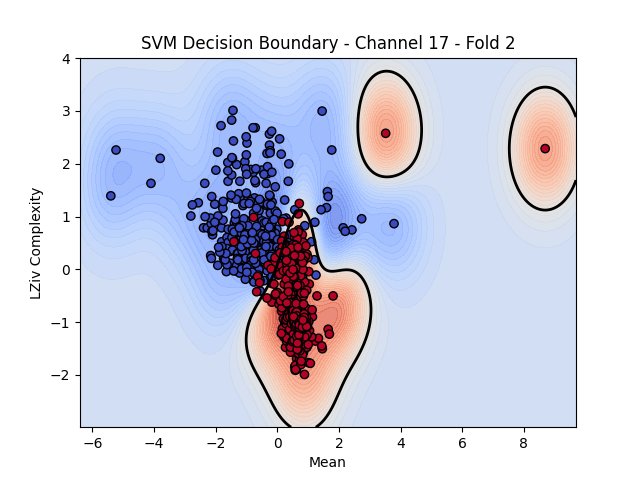 SVM Decision Boundary - Channel 17 - Fold 2
4
3
2
1
0
−1
−2
LZiv Complexity
−6 −4 −2 0 2 4 6 8
Mean